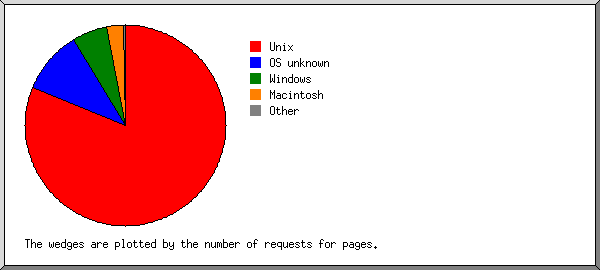 Unix
OS unknown
Windows
Macintosh
Other
The wedges are plotted by the number of requests for pages.